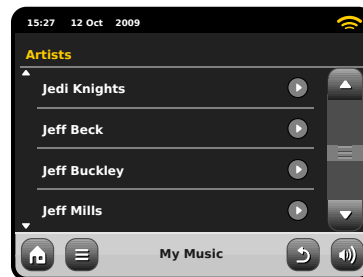 15:27 12 Oct 2009
Artists
Jedi Knights
Jeff Beck
Jeff Buckley
Jeff Mills
My Music